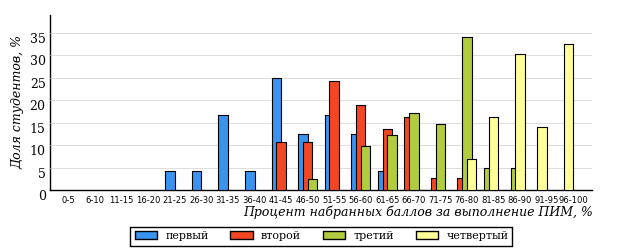 Доля студентов, %
35
30
25
20
15
10
5
0
0-5 6-10 11-15 16-20 21-25 26-30 31-35 36-40 41-45 46-50 51-55 56-60 61-65 66-70 71-75 76-80 81-85 86-90 91-95 96-100
Процент набранных баллов за выполнение ПИМ, %
первый второй третий четвертый